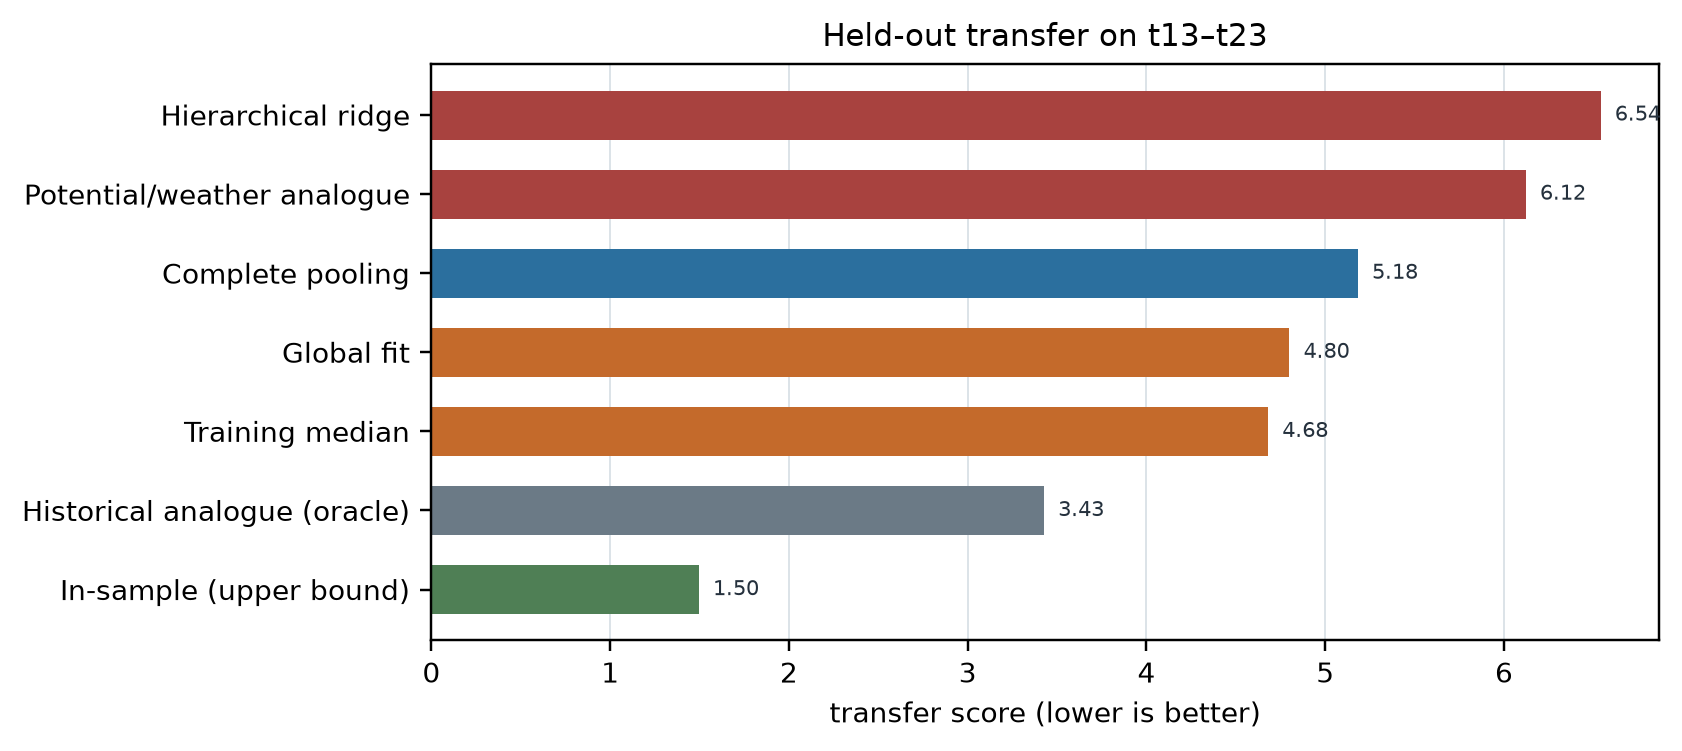 Held-out transfer on t13–t23
Hierarchical ridge 6.54
Potential/weather analogue 6.12
Complete pooling 5.18
Global fit 4.80
Training median 4.68
Historical analogue (oracle) 3.43
In-sample (upper bound) 1.50
0 1 2 3 4 5 6
transfer score (lower is better)